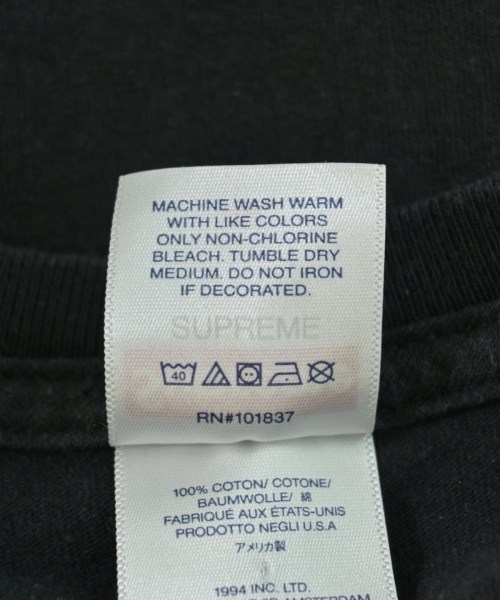 MACHINE WASH WARM
WITH LIKE COLORS
ONLY NON-CHLORINE
BLEACH. TUMBLE DRY
MEDIUM. DO NOT IRON
IF DECORATED.
SUPREME
40
RN#101837
100% COTON/ COTONE/
BAUMWOLLE/ 綿
FABRIQUÉ AUX ÉTATS-UNIS
PRODOTTO NEGLI U.S.A
アメリカ製
1994 INC. LTD.
AMSTERDAM